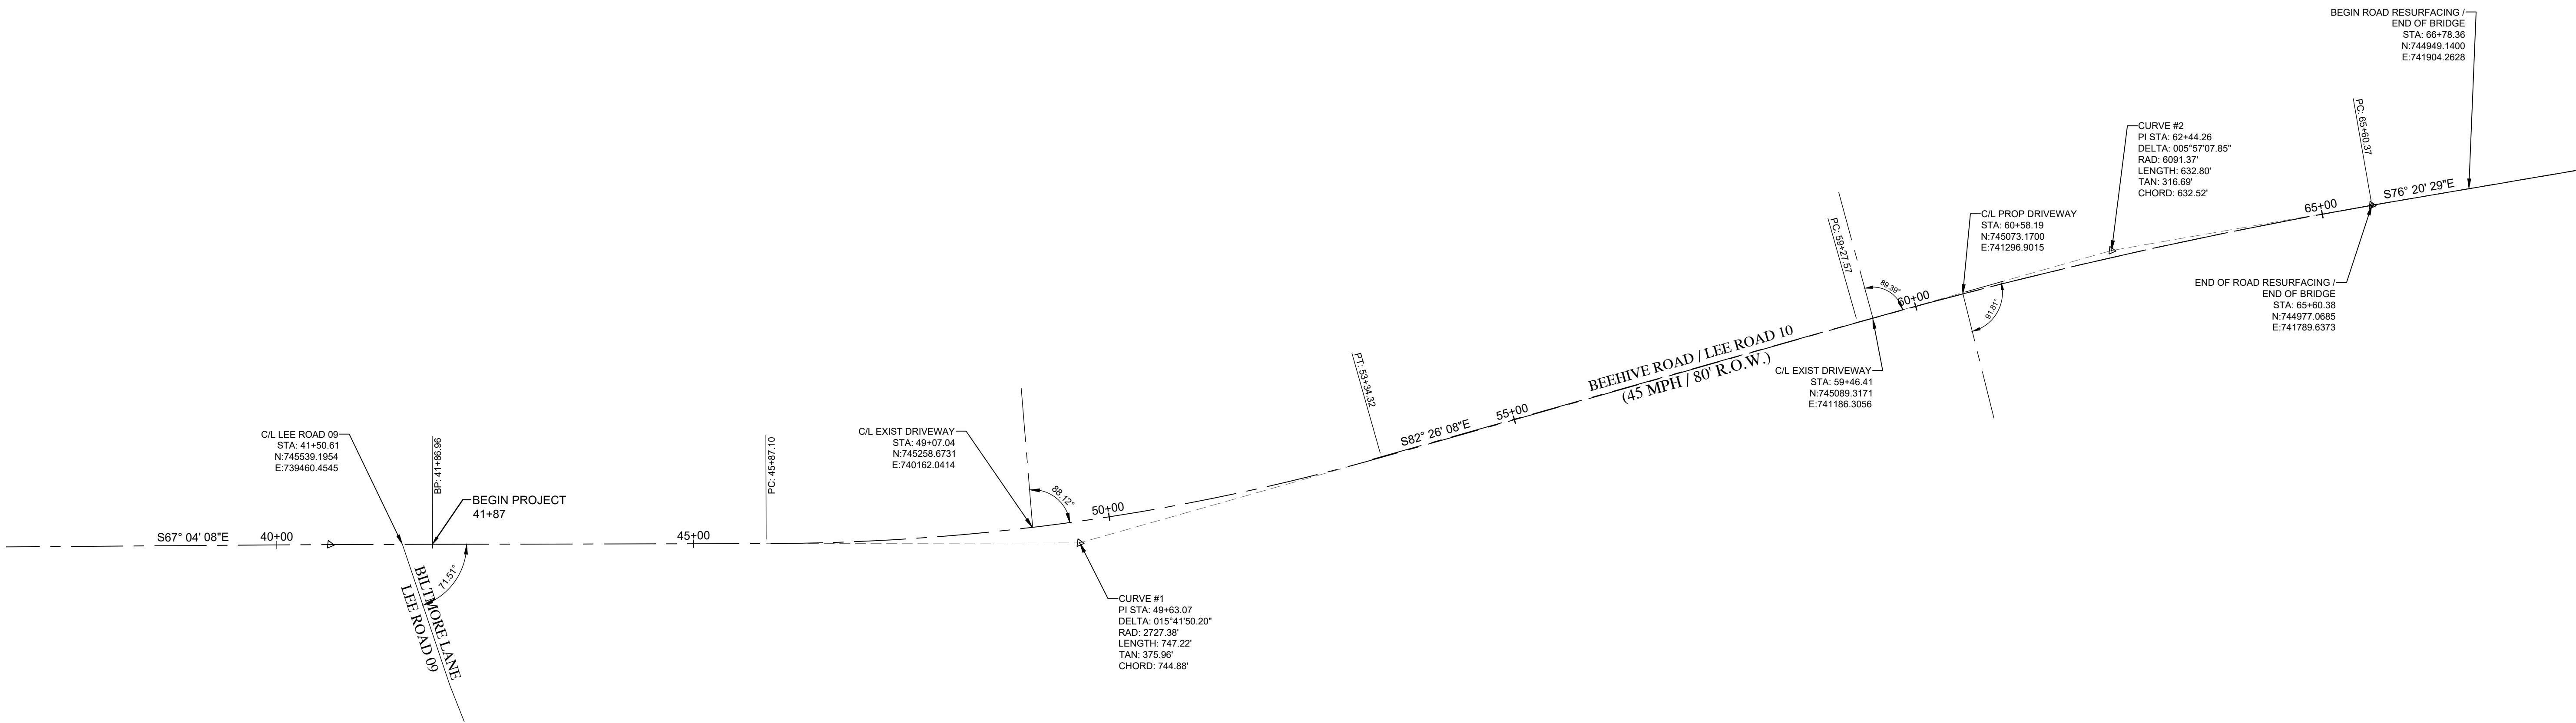 BEGIN ROAD RESURFACING /
END OF BRIDGE
STA: 66+78.36
N:744949.1400
E:741904.2628
PC: 65+60.37
CURVE #2
PI STA: 62+44.26
DELTA: 005°57'07.85"
RAD: 6091.37'
LENGTH: 632.80'
TAN: 316.69'
CHORD: 632.52'
S76° 20' 29"E
65+00
C/L PROP DRIVEWAY
STA: 60+58.19
N:745073.1700
E:741296.9015
PC: 59+27.57
89.39°
60+00
91.81°
END OF ROAD RESURFACING /
END OF BRIDGE
STA: 65+60.38
N:744977.0685
E:741789.6373
BEEHIVE ROAD / LEE ROAD 10
(45 MPH / 80' R.O.W.)
C/L EXIST DRIVEWAY
STA: 59+46.41
N:745089.3171
E:741186.3056
PT: 53+34.32
55+00
S82° 26' 08"E
C/L LEE ROAD 09
STA: 41+50.61
N:745539.1954
E:739460.4545
BP: 41+86.96
PC: 45+87.10
C/L EXIST DRIVEWAY
STA: 49+07.04
N:745258.6731
E:740162.0414
88.12°
50+00
BEGIN PROJECT
41+87
S67° 04' 08"E
40+00
45+00
71.51°
BILTMORE LANE
LEE ROAD 09
CURVE #1
PI STA: 49+63.07
DELTA: 015°41'50.20"
RAD: 2727.38'
LENGTH: 747.22'
TAN: 375.96'
CHORD: 744.88'